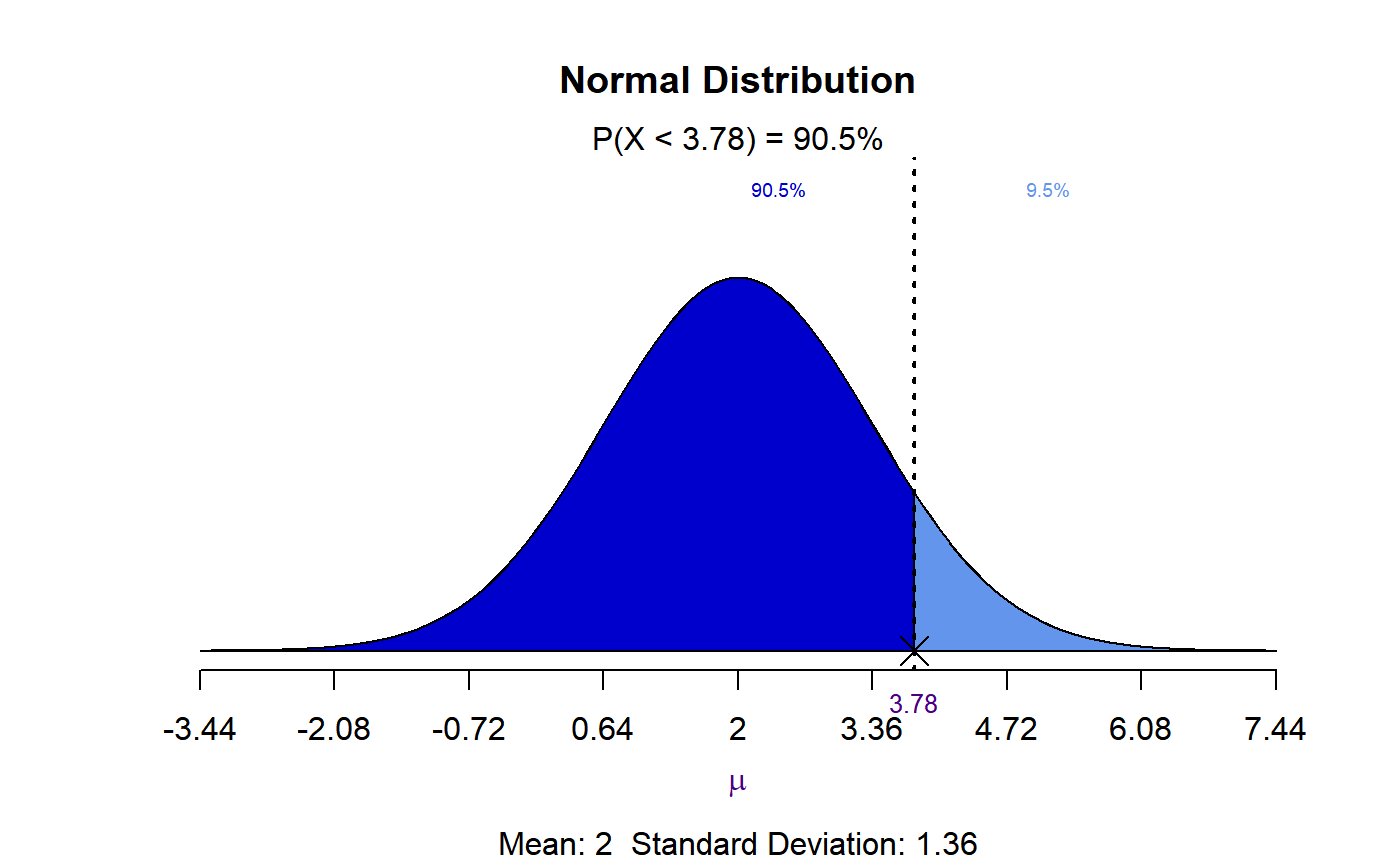 Normal Distribution
P(X < 3.78) = 90.5%
90.5% 9.5%
3.78
-3.44 -2.08 -0.72 0.64 2 3.36 4.72 6.08 7.44
μ
Mean: 2  Standard Deviation: 1.36